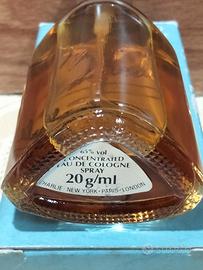 65% vol
CONCENTRATED
EAU DE COLOGNE
SPRAY
20 g/ml
CHARLIE · NEW YORK · PARIS · LONDON